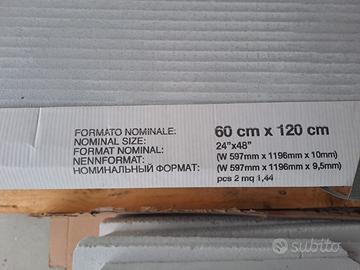 FORMATO NOMINALE: 60 cm x 120 cm
NOMINAL SIZE: 24"x48"
FORMAT NOMINAL: (W 597mm x 1196mm x 10mm)
NENNFORMAT: (W 597mm x 1196mm x 9,5mm)
НОМИНАЛЬНЫЙ ФОРМАТ: pcs 2 mq 1,44
subito